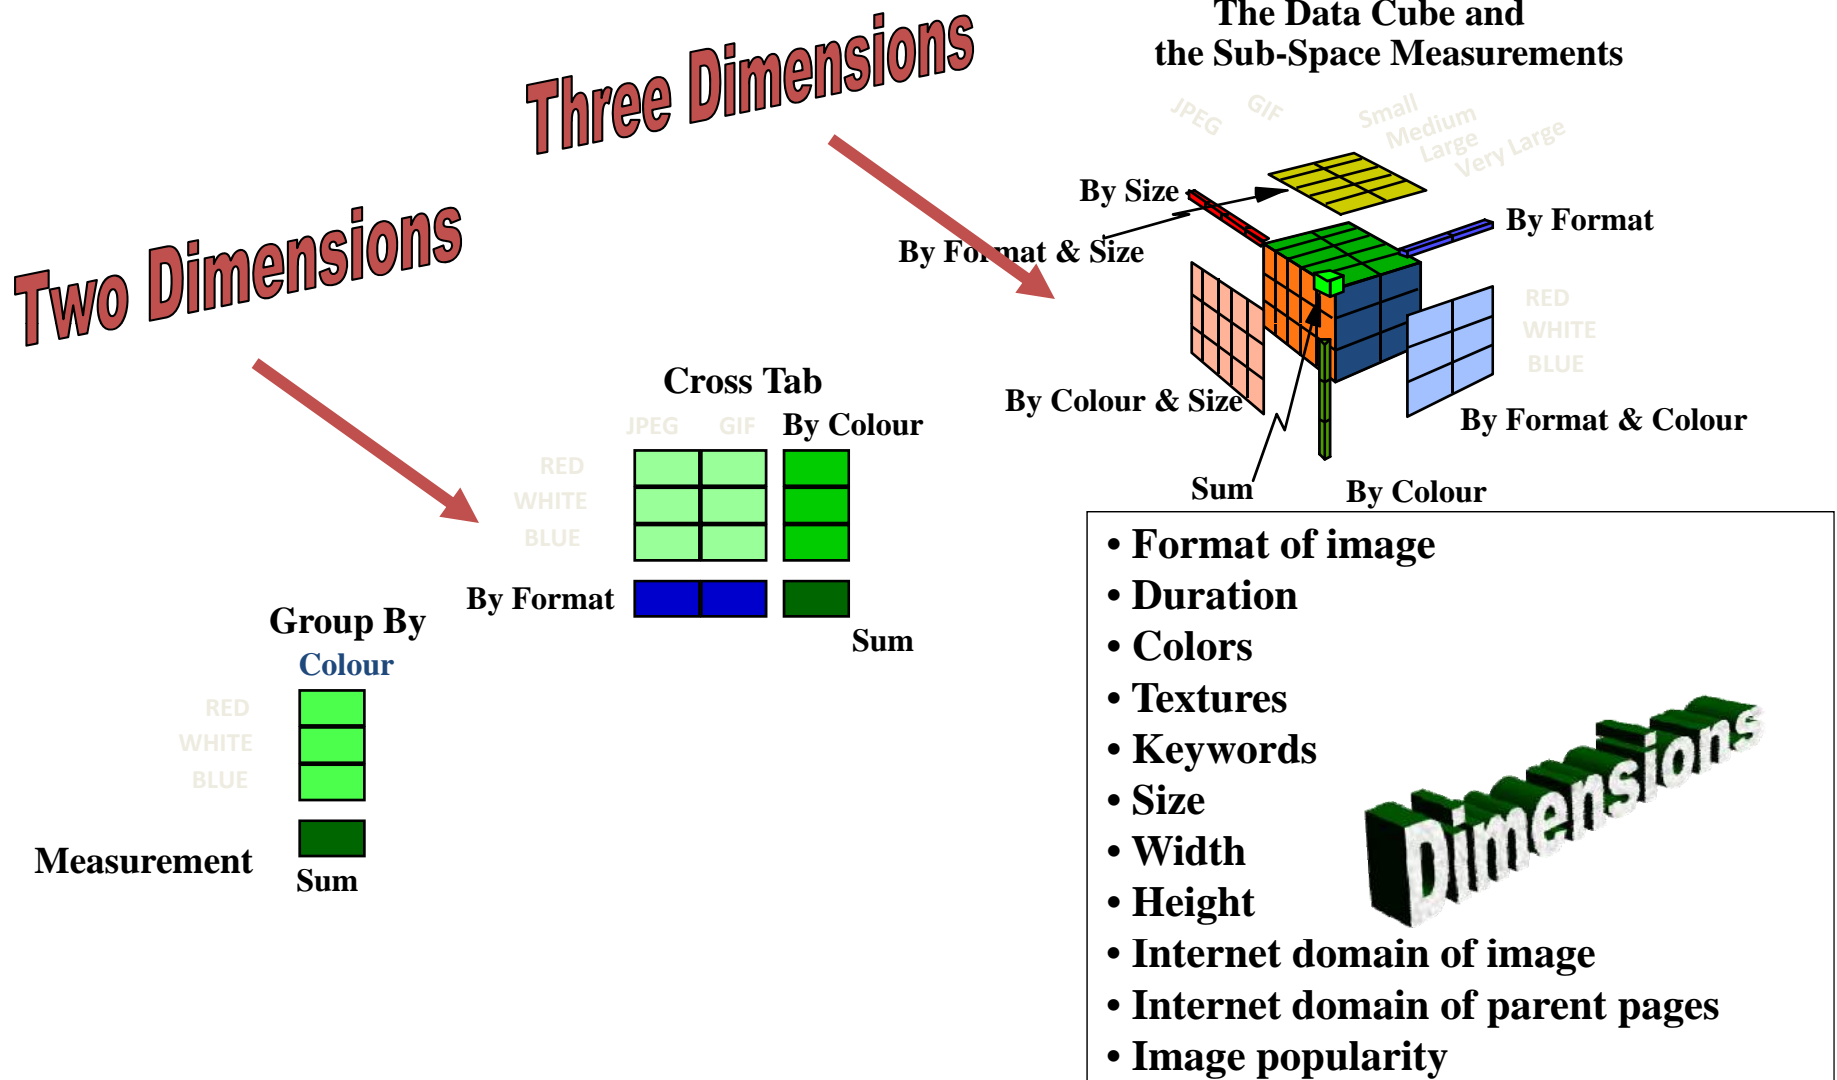 The Data Cube and
the Sub-Space Measurements
Three Dimensions
JPEG
GIF
Small
Medium
Large
Very Large
By Size
By Format
By Format & Size
Two Dimensions
RED
WHITE
BLUE
By Colour & Size
By Format & Colour
Sum
By Colour
Cross Tab
JPEG GIF By Colour
RED
WHITE
BLUE
By Format
Sum
Group By
Colour
RED
WHITE
BLUE
Measurement
Sum
• Format of image
• Duration
• Colors
• Textures
• Keywords
• Size
• Width
• Height
• Internet domain of image
• Internet domain of parent pages
• Image popularity
Dimensions